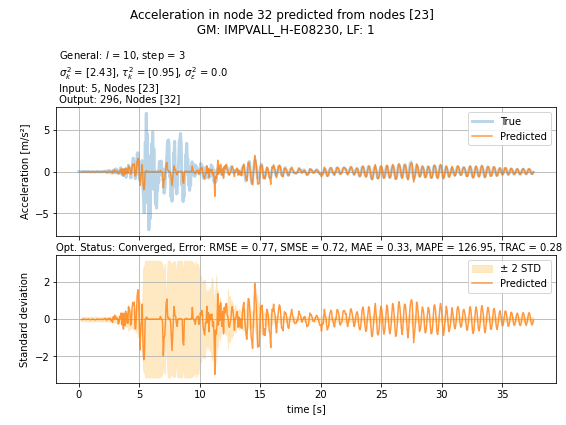 Acceleration in node 32 predicted from nodes [23]
GM: IMPVALL_H-E08230, LF: 1
General: l = 10, step = 3
σ²ₖ = [2.43], τ²ₖ = [0.95], σ²ε = 0.0
Input: 5, Nodes [23]
Output: 296, Nodes [32]
True
Predicted
Acceleration [m/s²]
5
0
−5
Opt. Status: Converged, Error: RMSE = 0.77, SMSE = 0.72, MAE = 0.33, MAPE = 126.95, TRAC = 0.28
± 2 STD
Predicted
Standard deviation
2
0
−2
0 5 10 15 20 25 30 35
time [s]